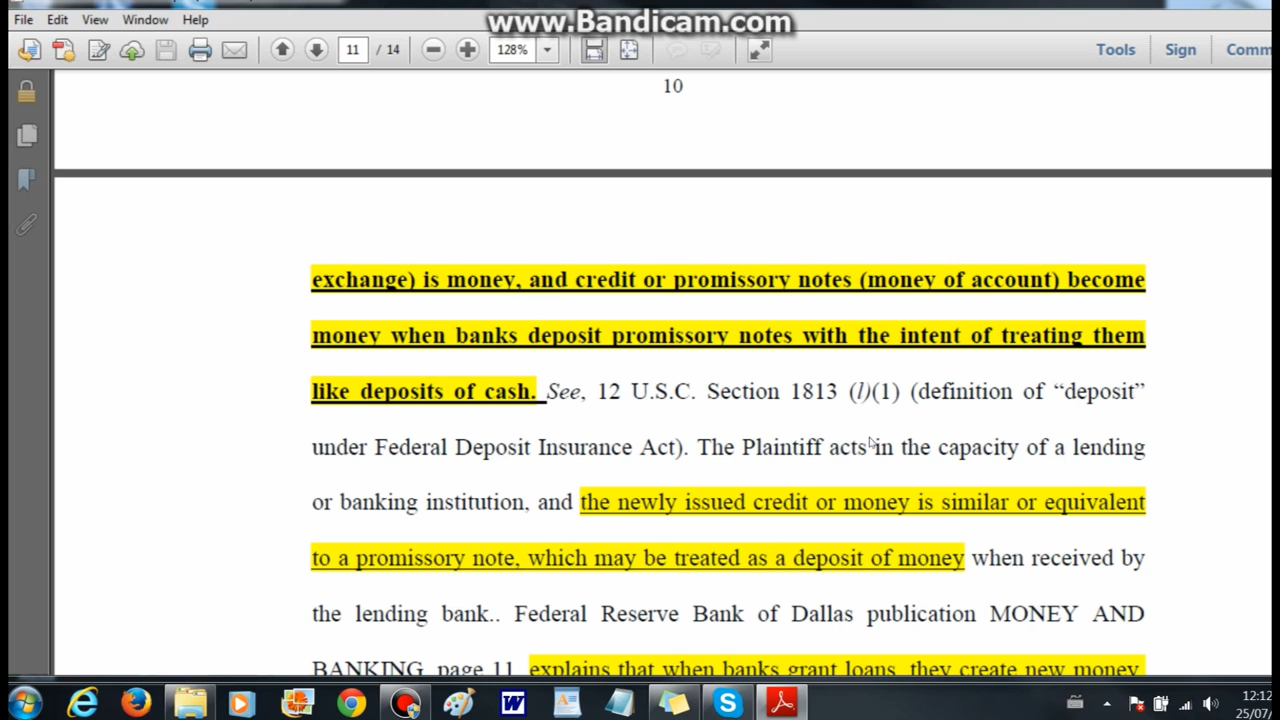 www.Bandicam.com
File Edit View Window Help
11 / 14 128% Tools Sign Comm
10
exchange) is money, and credit or promissory notes (money of account) become
money when banks deposit promissory notes with the intent of treating them
like deposits of cash. See, 12 U.S.C. Section 1813 (l)(1) (definition of “deposit”
under Federal Deposit Insurance Act). The Plaintiff acts in the capacity of a lending
or banking institution, and the newly issued credit or money is similar or equivalent
to a promissory note, which may be treated as a deposit of money when received by
the lending bank.. Federal Reserve Bank of Dallas publication MONEY AND
BANKING, page 11, explains that when banks grant loans, they create new money.
12:12
25/07/